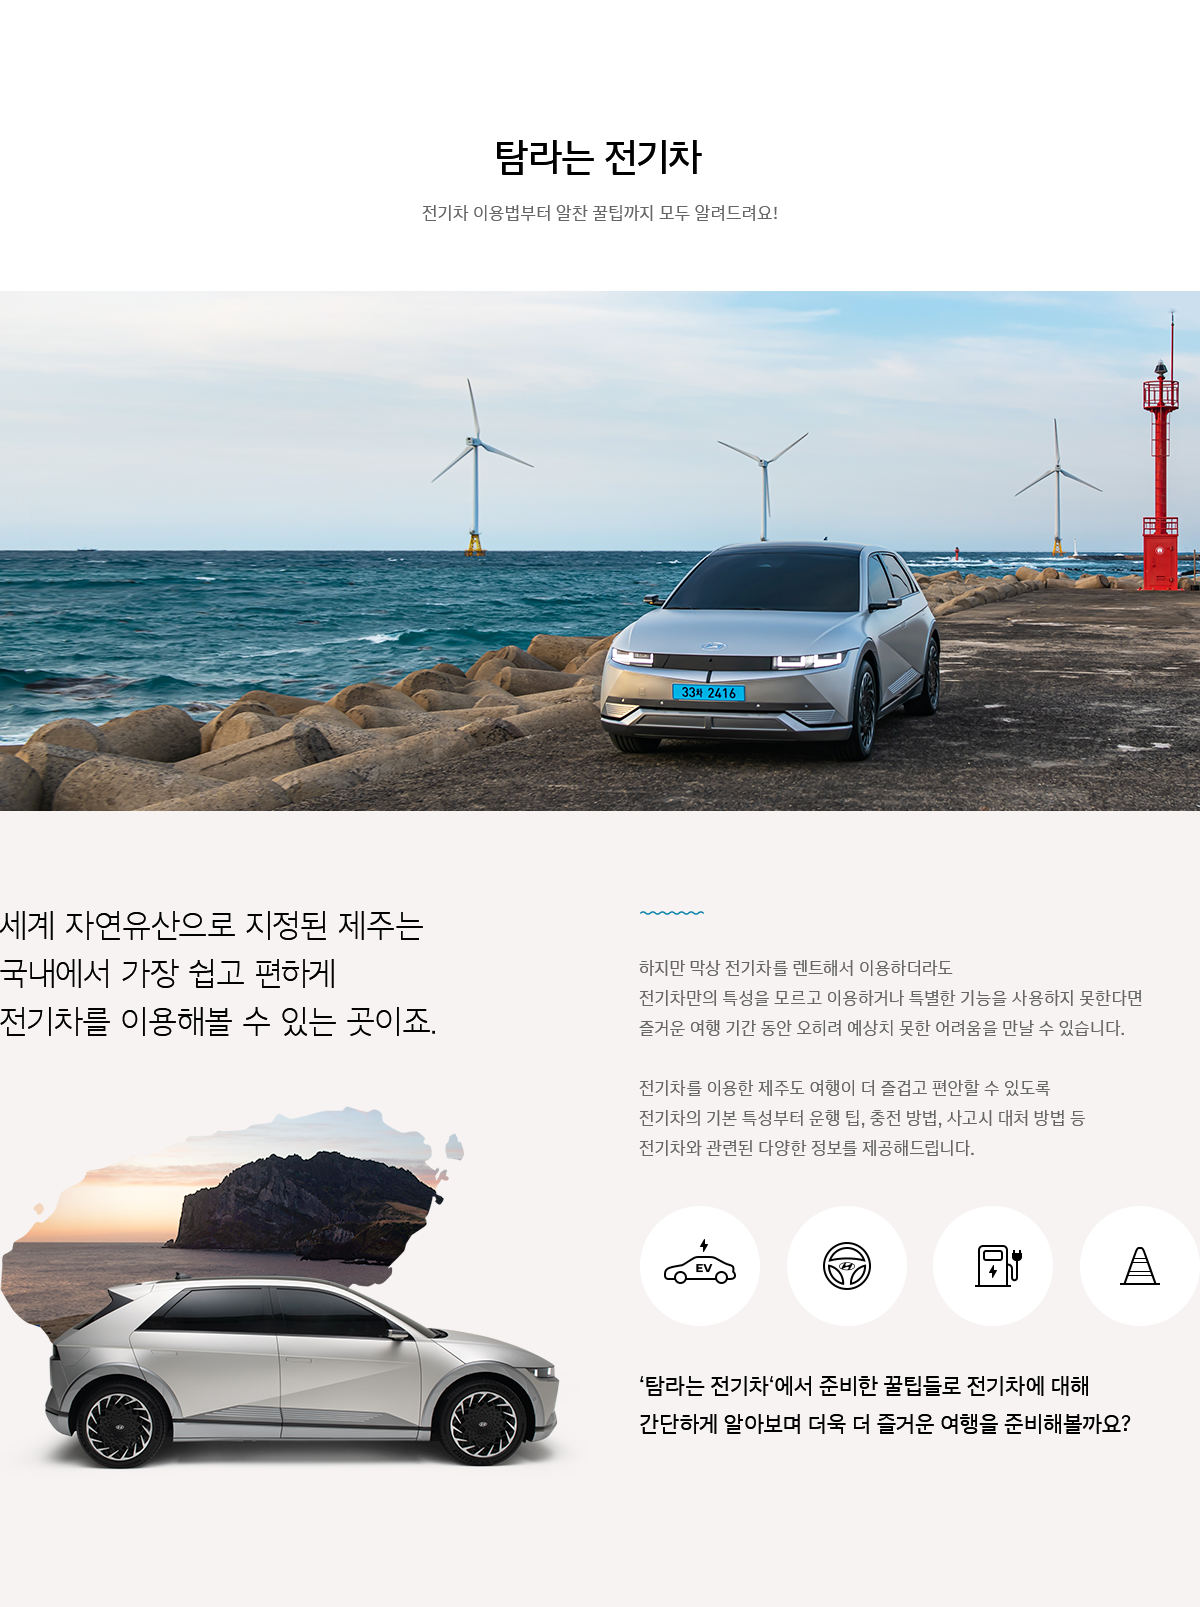 탐라는 전기차
전기차 이용법부터 알찬 꿀팁까지 모두 알려드려요!
33차 2416
세계 자연유산으로 지정된 제주는
국내에서 가장 쉽고 편하게
전기차를 이용해볼 수 있는 곳이죠.
하지만 막상 전기차를 렌트해서 이용하더라도
전기차만의 특성을 모르고 이용하거나 특별한 기능을 사용하지 못한다면
즐거운 여행 기간 동안 오히려 예상치 못한 어려움을 만날 수 있습니다.
전기차를 이용한 제주도 여행이 더 즐겁고 편안할 수 있도록
전기차의 기본 특성부터 운행 팁, 충전 방법, 사고시 대처 방법 등
전기차와 관련된 다양한 정보를 제공해드립니다.
EV
‘탐라는 전기차‘에서 준비한 꿀팁들로 전기차에 대해
간단하게 알아보며 더욱 더 즐거운 여행을 준비해볼까요?